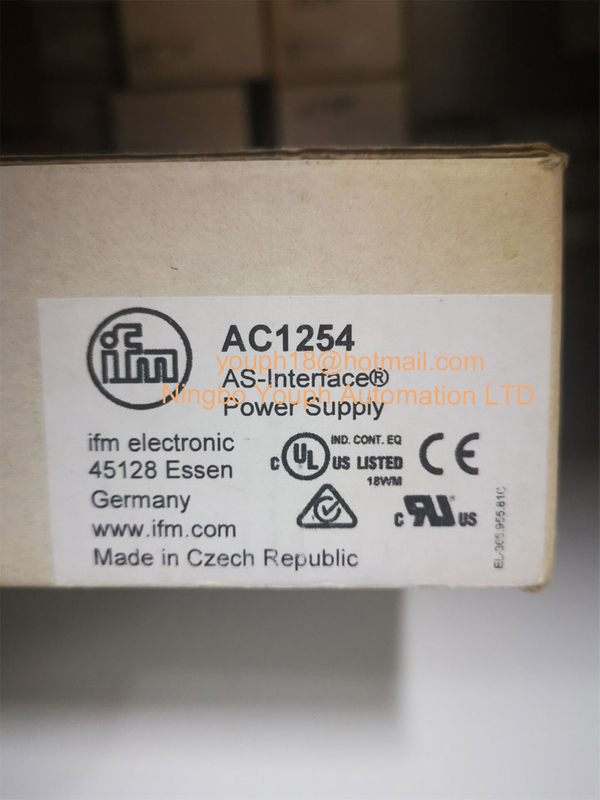 ifm
AC1254
youph18@hotmail.com
AS-Interface®
Ningbo Youph Automation LTD
Power Supply
ifm electronic
45128 Essen
Germany
www.ifm.com
Made in Czech Republic
IND. CONT. EQ
C UL US LISTED
18WM
CE
C RU US